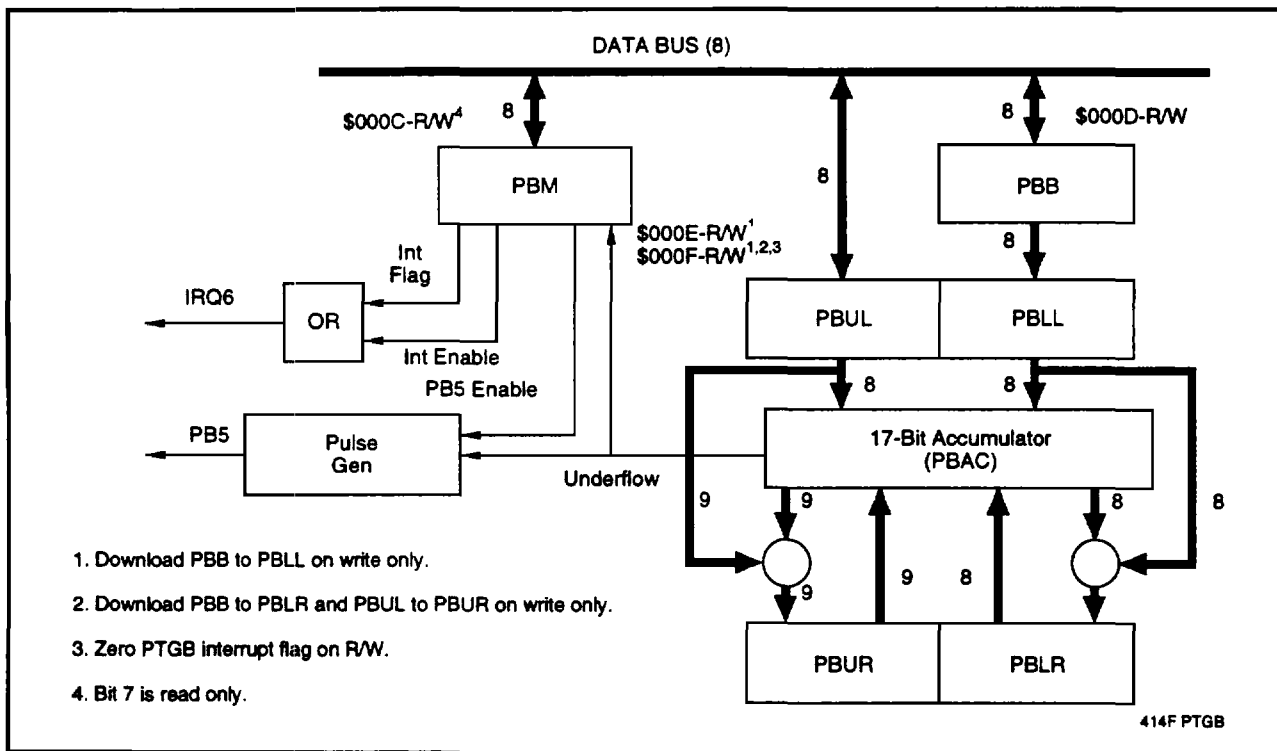 DATA BUS (8)
$000C-R/W⁴
8
8
8
$000D-R/W
PBM
PBB
8
$000E-R/W¹
$000F-R/W¹,²,³
Int
Flag
IRQ6
OR
Int Enable
PB5 Enable
PBUL
PBLL
8
8
PB5
Pulse
Gen
Underflow
17-Bit Accumulator
(PBAC)
9
9
8
8
9
9
8
PBUR
PBLR
1. Download PBB to PBLL on write only.
2. Download PBB to PBLR and PBUL to PBUR on write only.
3. Zero PTGB interrupt flag on R/W.
4. Bit 7 is read only.
414F PTGB